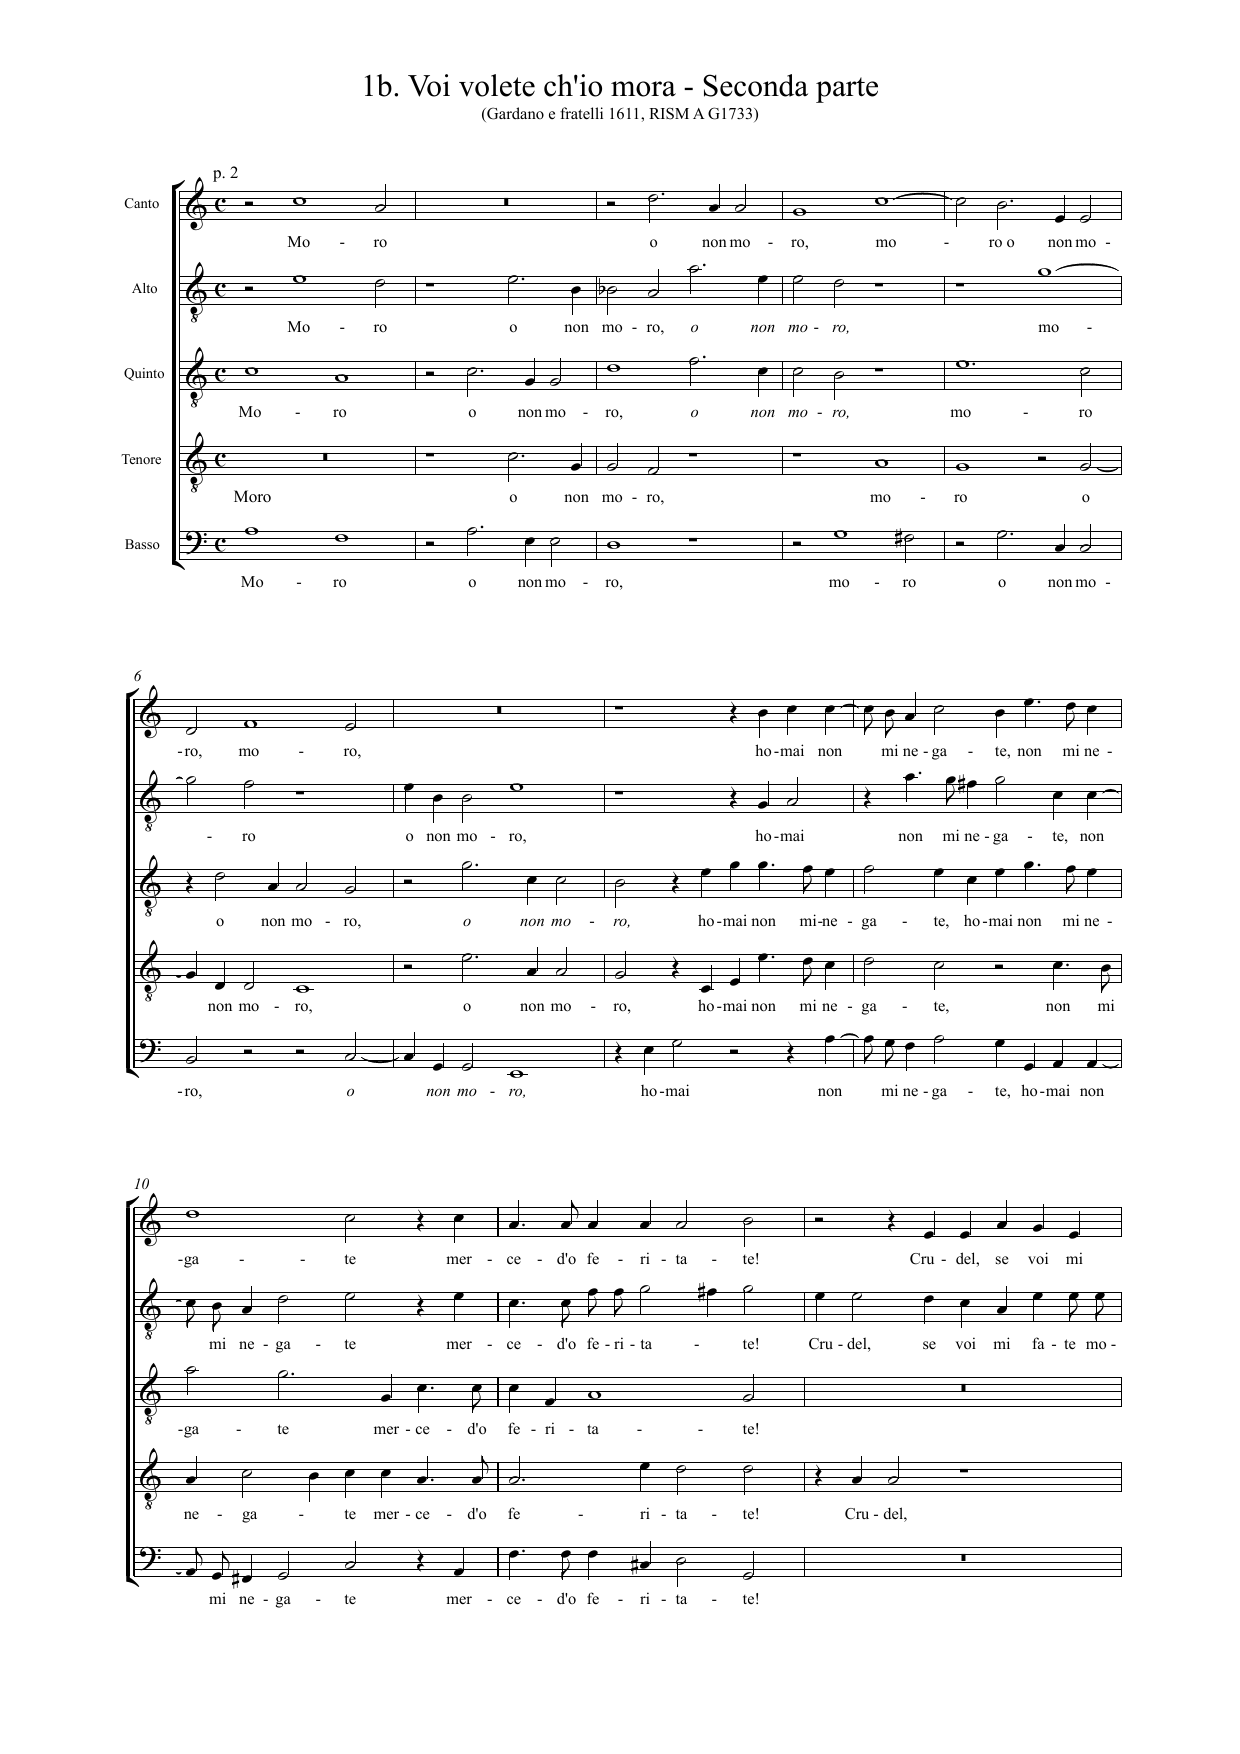 1b. Voi volete ch'io mora - Seconda parte
(Gardano e fratelli 1611, RISM A G1733)
p. 2
Canto
Mo - ro o non mo - ro, mo - ro o non mo -
Alto
Mo - ro o non mo - ro, o non mo - ro, mo -
Quinto
Mo - ro o non mo - ro, o non mo - ro, mo - ro
Tenore
Moro o non mo - ro, mo - ro o
Basso
Mo - ro o non mo - ro, mo - ro o non mo -
6
-ro, mo - ro, ho-mai non mi ne - ga - te, non mi ne -
- ro o non mo - ro, ho-mai non mi ne - ga - te, non
o non mo - ro, o non mo - ro, ho-mai non mi-ne - ga - te, ho-mai non mi ne -
non mo - ro, o non mo - ro, ho-mai non mi ne - ga - te, non mi
-ro, o non mo - ro, ho-mai non mi ne - ga - te, ho-mai non
10
-ga - - te mer - ce - d'o fe - ri - ta - te! Cru - del, se voi mi
mi ne - ga - te mer - ce - d'o fe - ri - ta - te! Cru - del, se voi mi fa - te mo -
-ga - te mer - ce - d'o fe - ri - ta - - te!
ne - ga - te mer - ce - d'o fe - ri - ta - te! Cru - del,
mi ne - ga - te mer - ce - d'o fe - ri - ta - te!